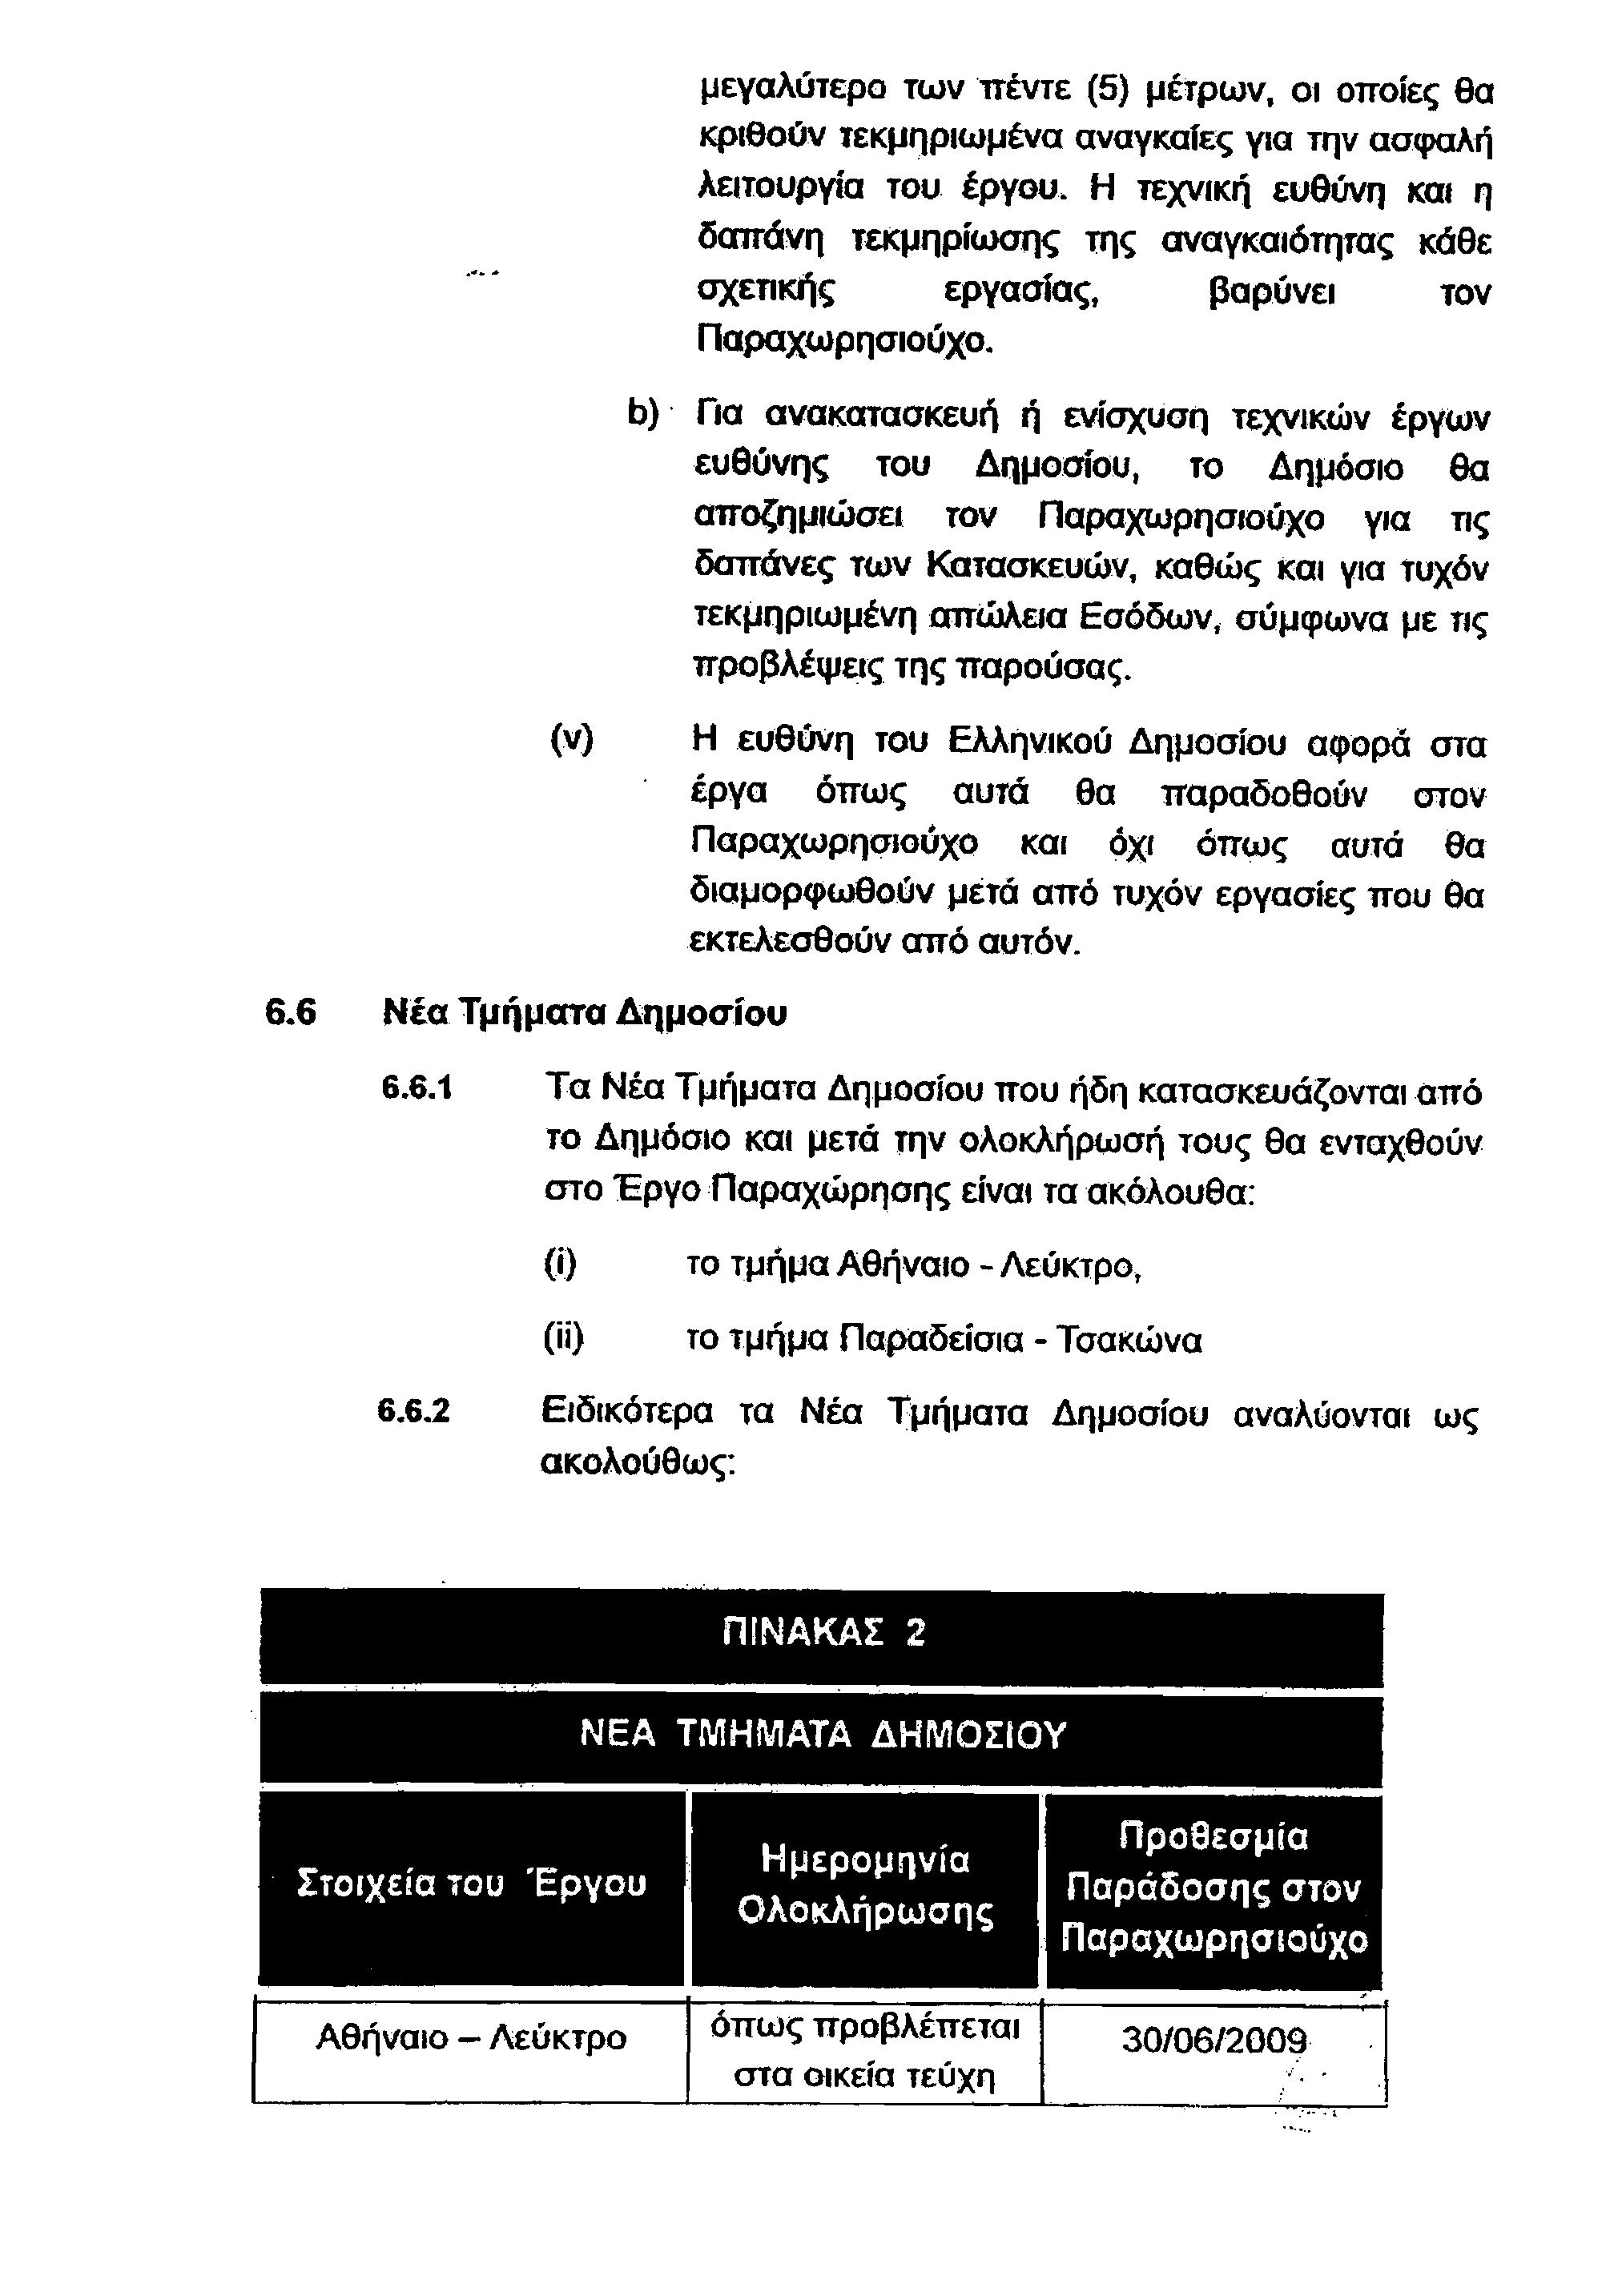 μεγαλύτερο των πέντε (5) μέτρων, οι οποίες θα
κριθούν τεκμηριωμένα αναγκαίες για την ασφαλή
λειτουργία του έργου. Η τεχνική ευθύνη και η
δαπάνη τεκμηρίωσης της αναγκαιότητας κάθε
σχετικής εργασίας, βαρύνει τον
Παραχωρησιούχο.
b) Για ανακατασκευή ή ενίσχυση τεχνικών έργων
ευθύνης του Δημοσίου, το Δημόσιο θα
αποζημιώσει τον Παραχωρησιούχο για τις
δαπάνες των Κατασκευών, καθώς και για τυχόν
τεκμηριωμένη απώλεια Εσόδων, σύμφωνα με τις
προβλέψεις της παρούσας.
(v) Η ευθύνη του Ελληνικού Δημοσίου αφορά στα
έργα όπως αυτά θα παραδοθούν στον
Παραχωρησιούχο και όχι όπως αυτά θα
διαμορφωθούν μετά από τυχόν εργασίες που θα
εκτελεσθούν από αυτόν.
6.6 Νέα Τμήματα Δημοσίου
6.6.1 Τα Νέα Τμήματα Δημοσίου που ήδη κατασκευάζονται από
το Δημόσιο και μετά την ολοκλήρωσή τους θα ενταχθούν
στο Έργο Παραχώρησης είναι τα ακόλουθα:
(i) το τμήμα Αθήναιο - Λεύκτρο,
(ii) το τμήμα Παραδείσια - Τσακώνα
6.6.2 Ειδικότερα τα Νέα Τμήματα Δημοσίου αναλύονται ως
ακολούθως:
ΠΙΝΑΚΑΣ 2
ΝΕΑ ΤΜΗΜΑΤΑ ΔΗΜΟΣΙΟΥ
Στοιχεία του Έργου
Ημερομηνία
Ολοκλήρωσης
Προθεσμία
Παράδοσης στον
Παραχωρησιούχο
Αθήναιο – Λεύκτρο
όπως προβλέπεται
στα οικεία τεύχη
30/06/2009